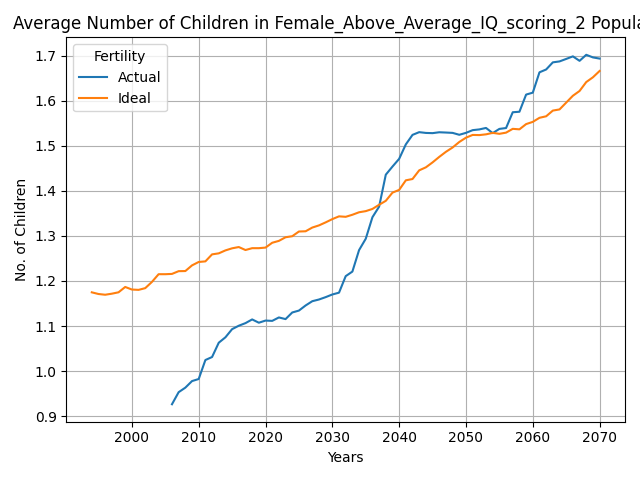 Average Number of Children in Female_Above_Average_IQ_scoring_2 Popula
Fertility
Actual
Ideal
1.7
1.6
1.5
1.4
1.3
1.2
1.1
1.0
0.9
No. of Children
2000 2010 2020 2030 2040 2050 2060 2070
Years